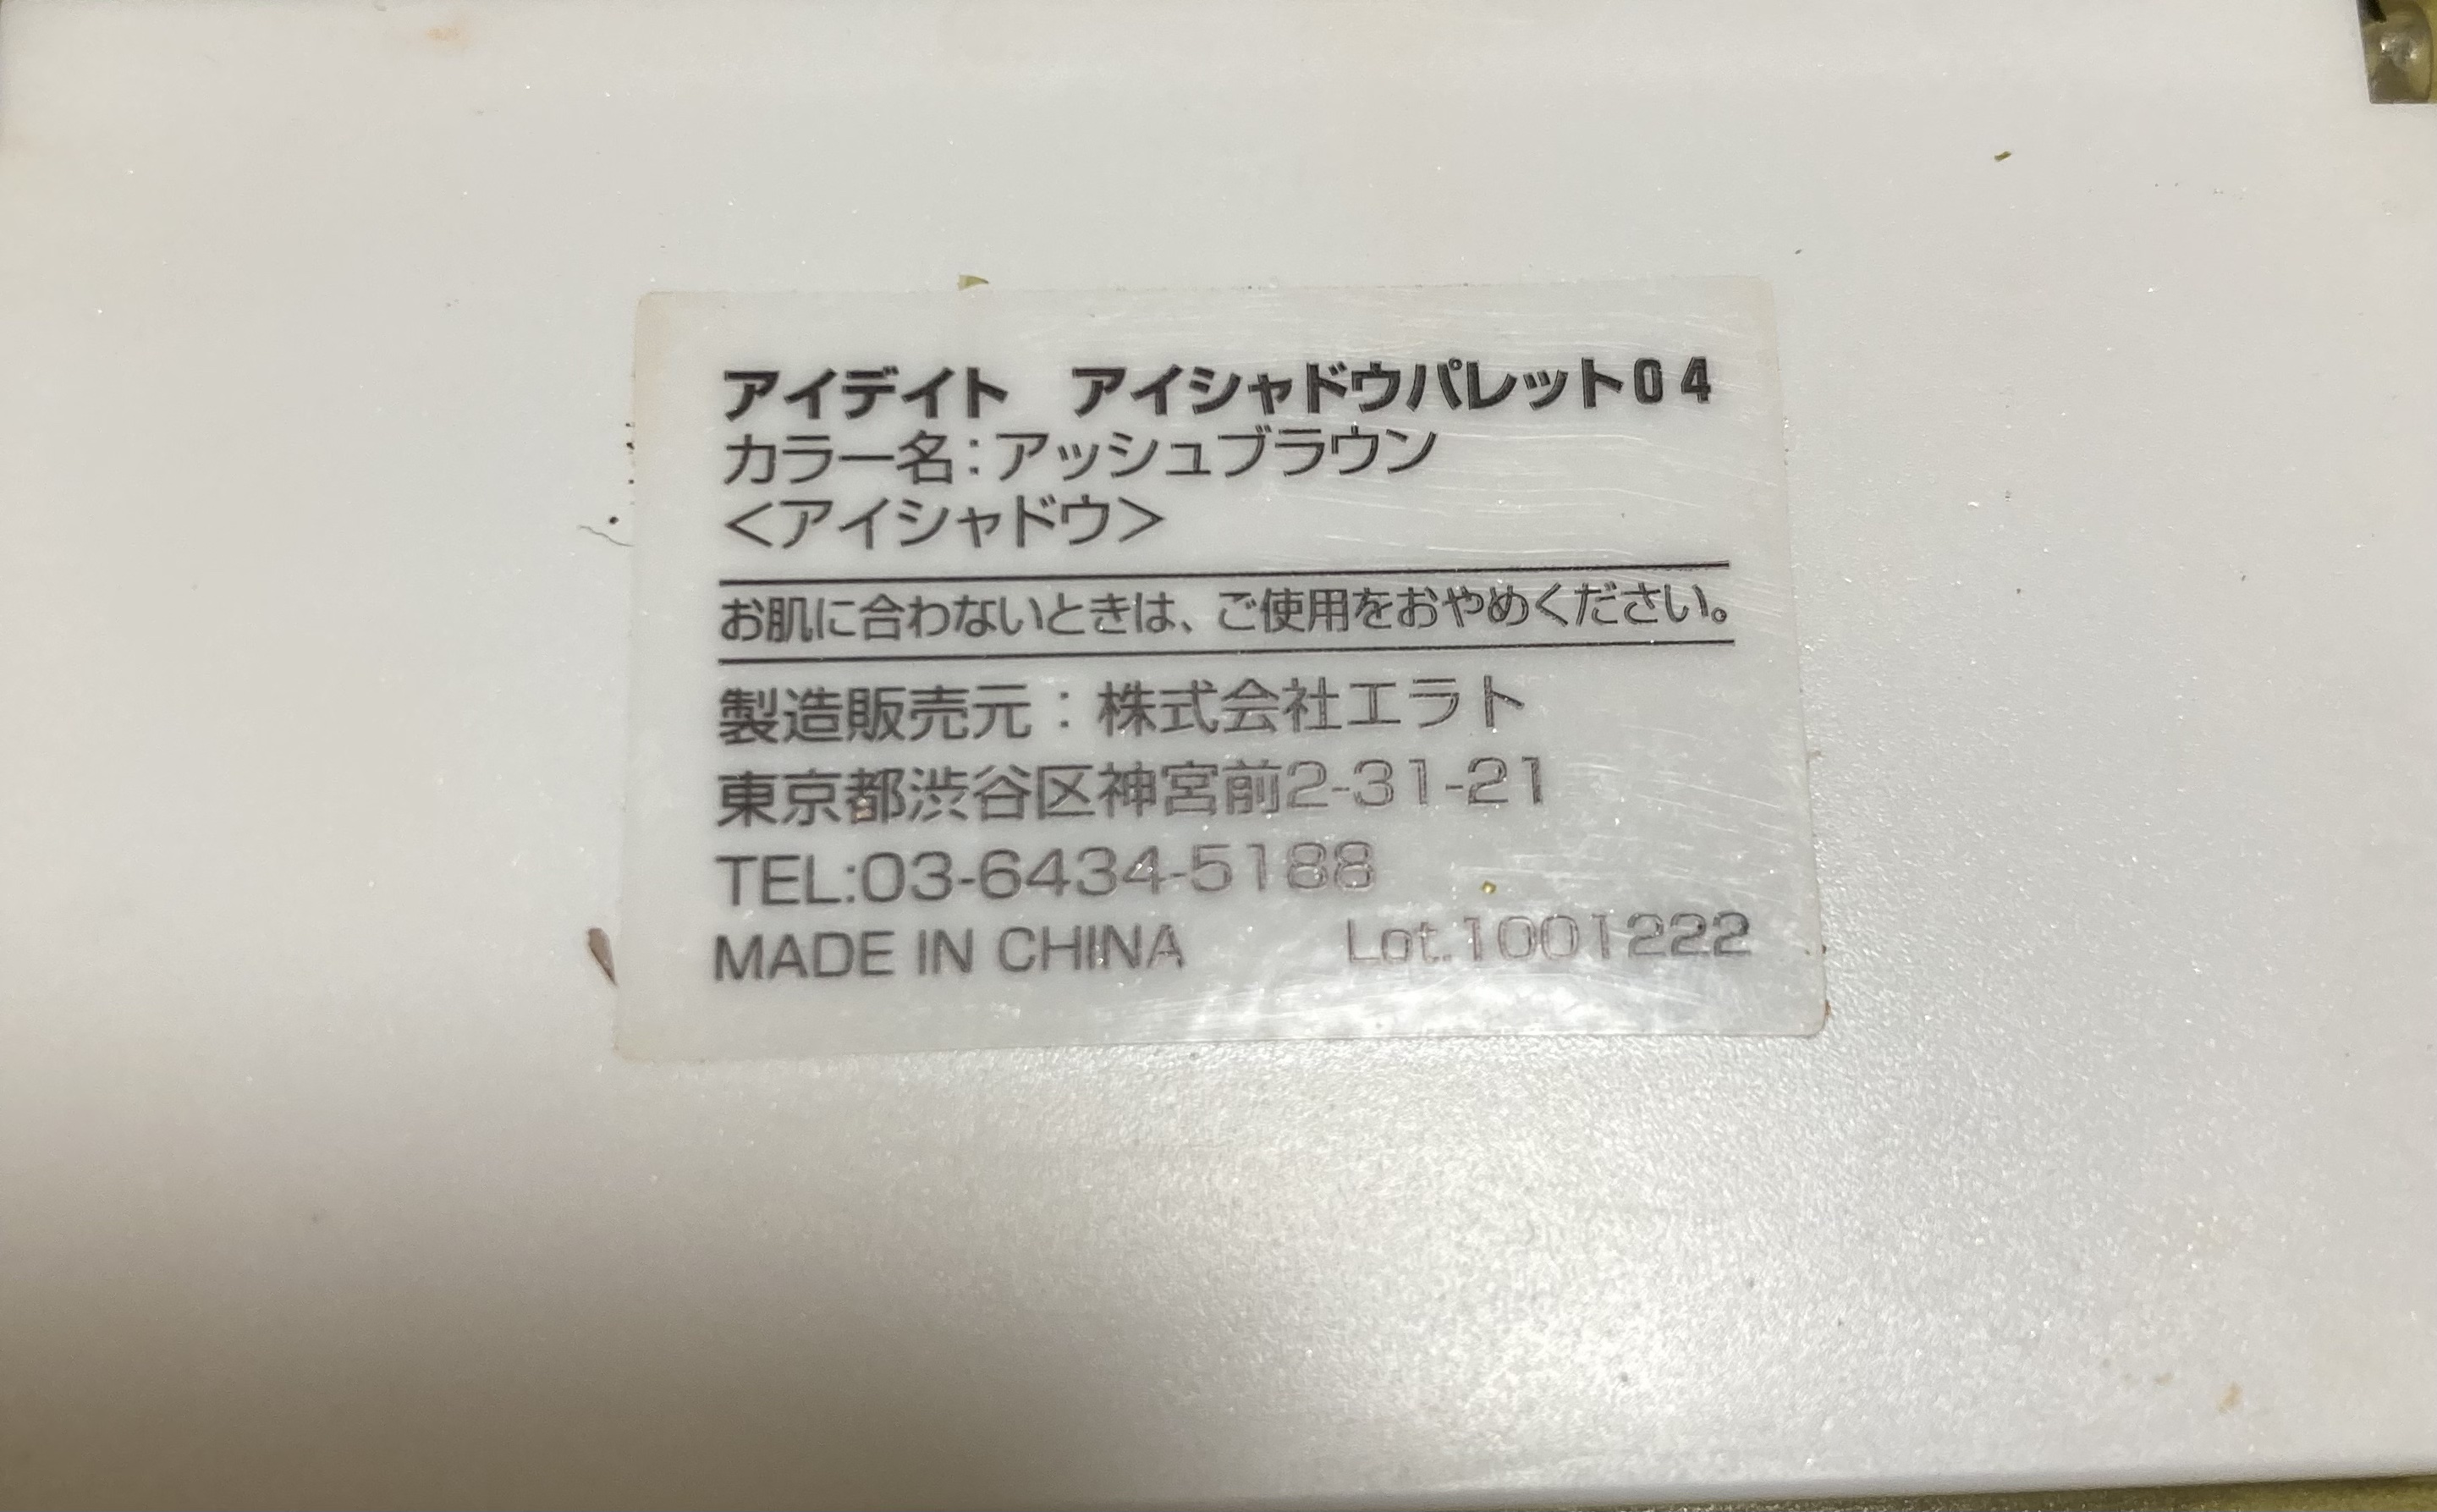 アイデイト　アイシャドウパレット04
カラー名：アッシュブラウン
＜アイシャドウ＞
お肌に合わないときは、ご使用をおやめください。
製造販売元：株式会社エラト
東京都渋谷区神宮前2-31-21
TEL:03-6434-5188
MADE IN CHINA　Lot.1001222